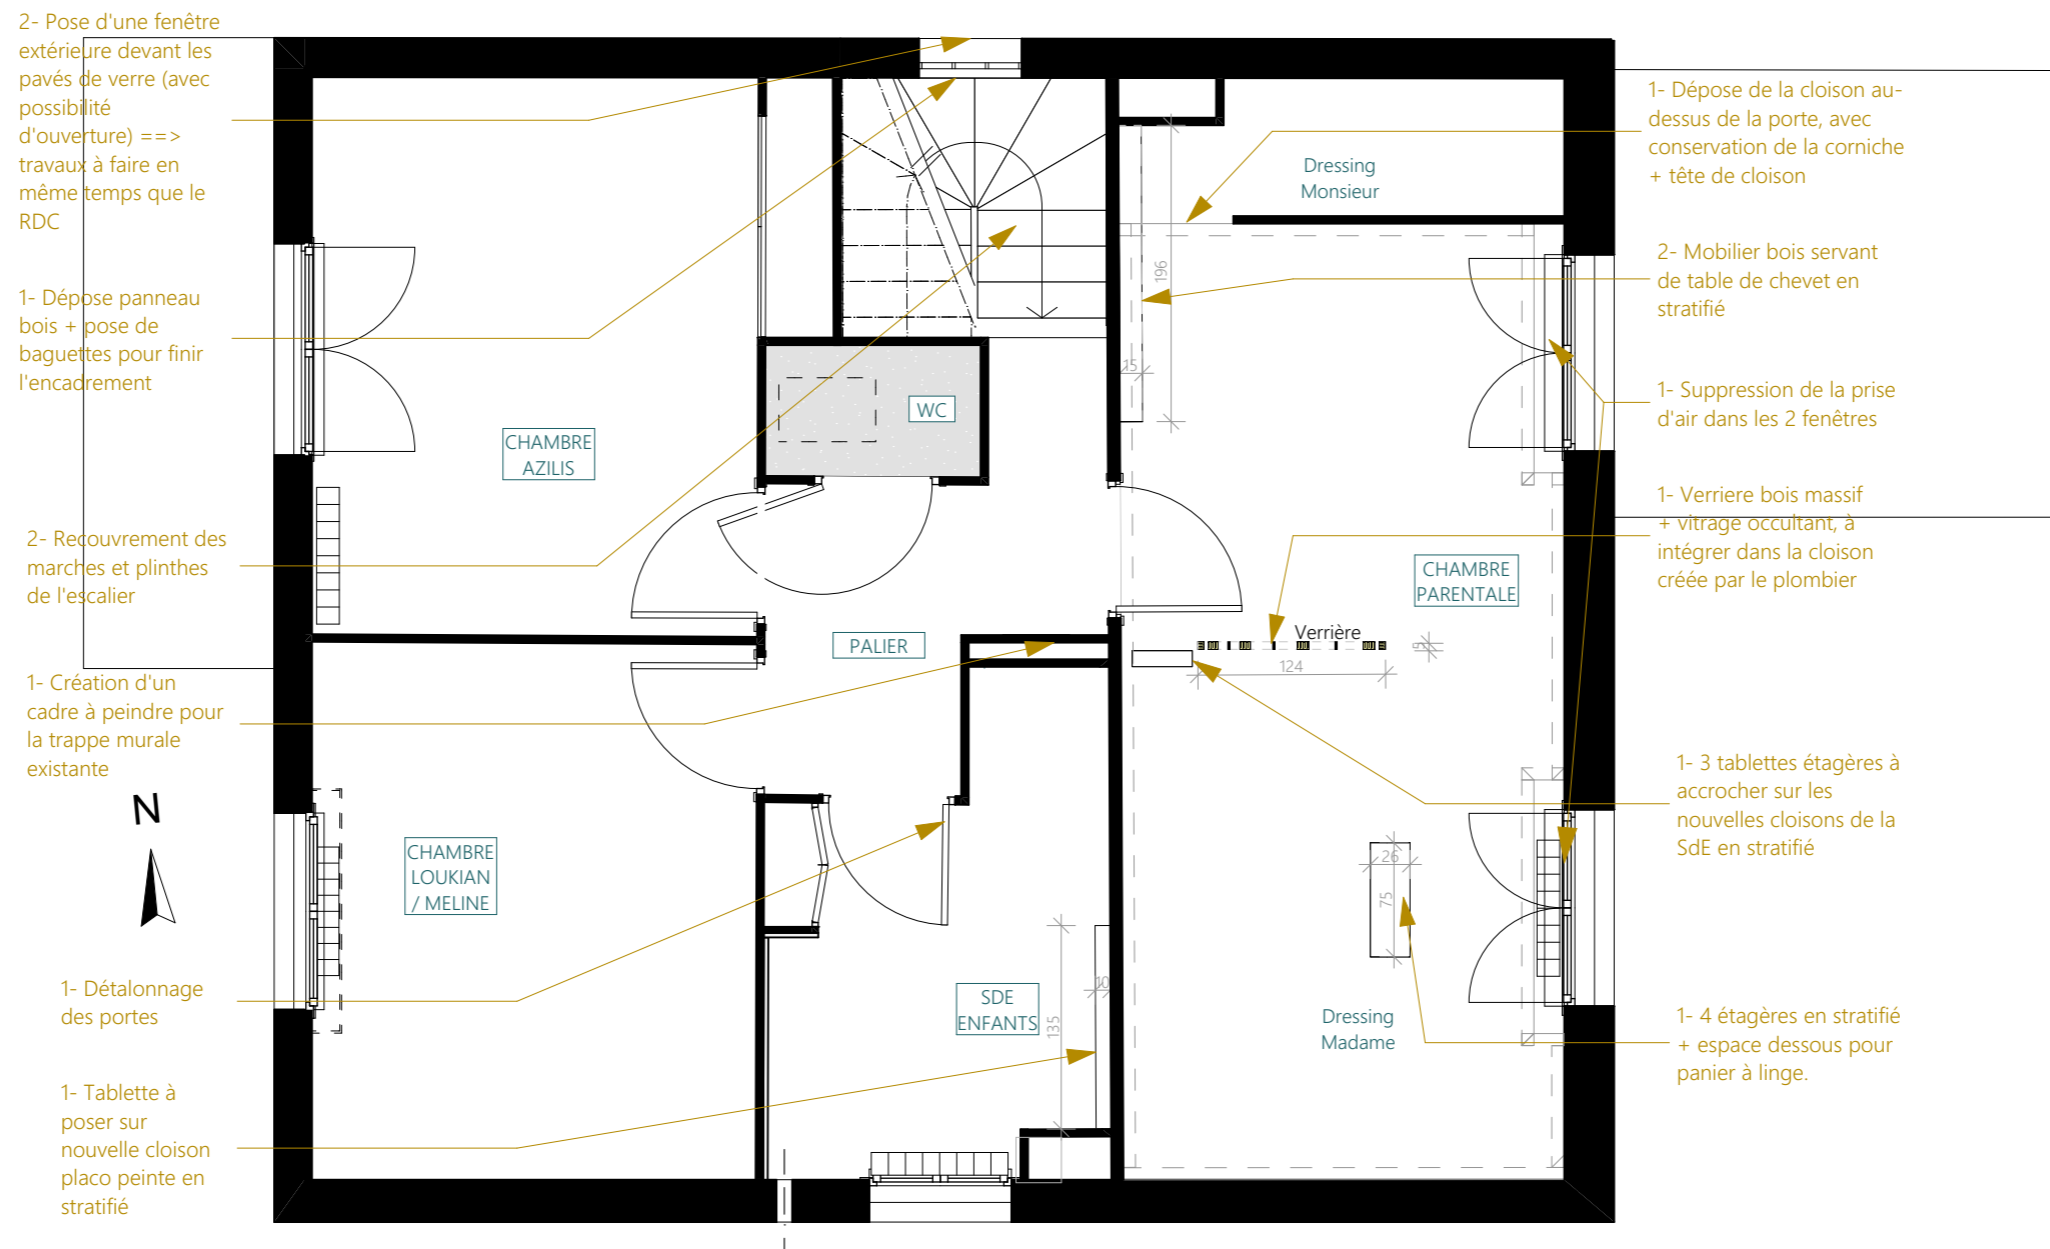 2- Pose d'une fenêtre
extérieure devant les
pavés de verre (avec
possibilité
d'ouverture) ==>
travaux à faire en
même temps que le
RDC
1- Dépose panneau
bois + pose de
baguettes pour finir
l'encadrement
2- Recouvrement des
marches et plinthes
de l'escalier
1- Création d'un
cadre à peindre pour
la trappe murale
existante
N
1- Détalonnage
des portes
1- Tablette à
poser sur
nouvelle cloison
placo peinte en
stratifié
CHAMBRE
AZILIS
WC
PALIER
CHAMBRE
LOUKIAN
/ MELINE
SDE
ENFANTS
135
10
Dressing
Monsieur
196
15
CHAMBRE
PARENTALE
Verrière
124
26
75
Dressing
Madame
1- Dépose de la cloison au-
dessus de la porte, avec
conservation de la corniche
+ tête de cloison
2- Mobilier bois servant
de table de chevet en
stratifié
1- Suppression de la prise
d'air dans les 2 fenêtres
1- Verriere bois massif
+ vitrage occultant, à
intégrer dans la cloison
créée par le plombier
1- 3 tablettes étagères à
accrocher sur les
nouvelles cloisons de la
SdE en stratifié
1- 4 étagères en stratifié
+ espace dessous pour
panier à linge.